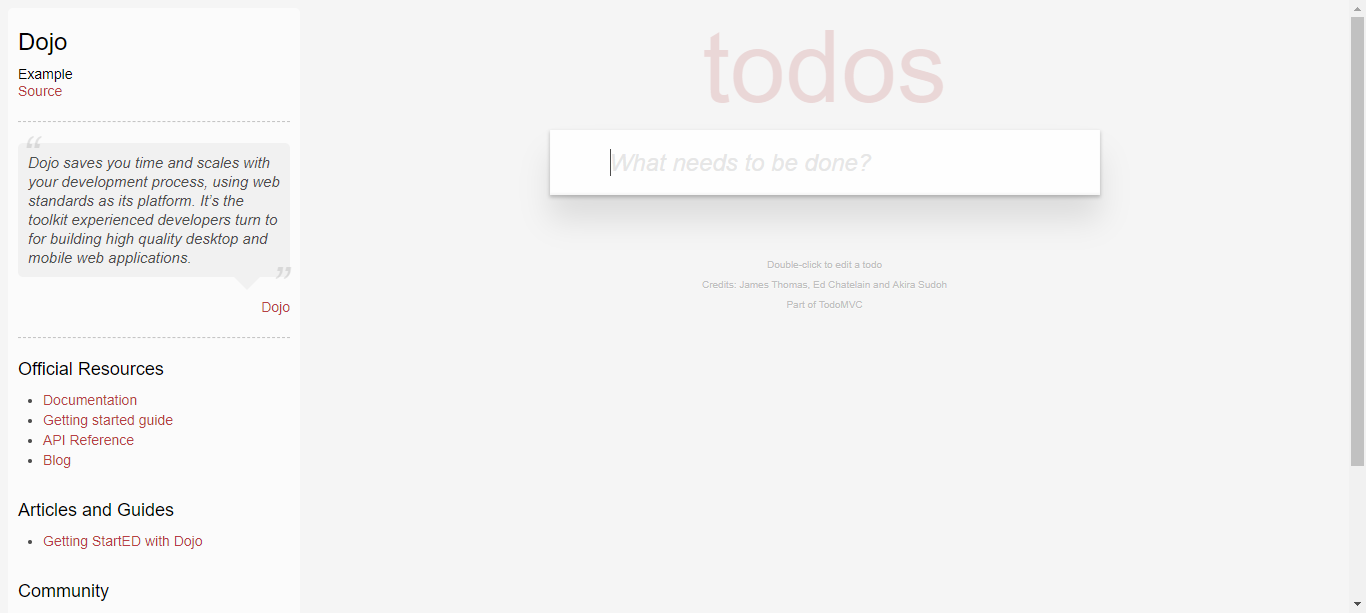 Dojo
Example
Source
“
Dojo saves you time and scales with
your development process, using web
standards as its platform. It’s the
toolkit experienced developers turn to
for building high quality desktop and
mobile web applications.
”
Dojo
Official Resources
Documentation
Getting started guide
API Reference
Blog
Articles and Guides
Getting StartED with Dojo
Community
todos
What needs to be done?
Double-click to edit a todo
Credits: James Thomas, Ed Chatelain and Akira Sudoh
Part of TodoMVC